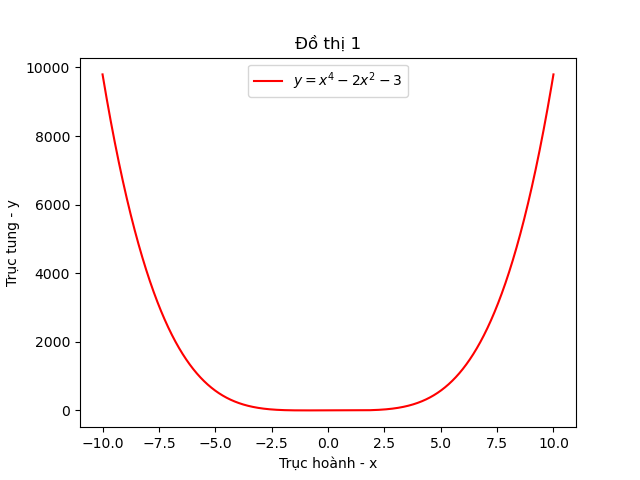 Đồ thị 1
y = x⁴ − 2x² − 3
10000
8000
6000
4000
2000
0
Trục tung - y
−10.0 −7.5 −5.0 −2.5 0.0 2.5 5.0 7.5 10.0
Trục hoành - x